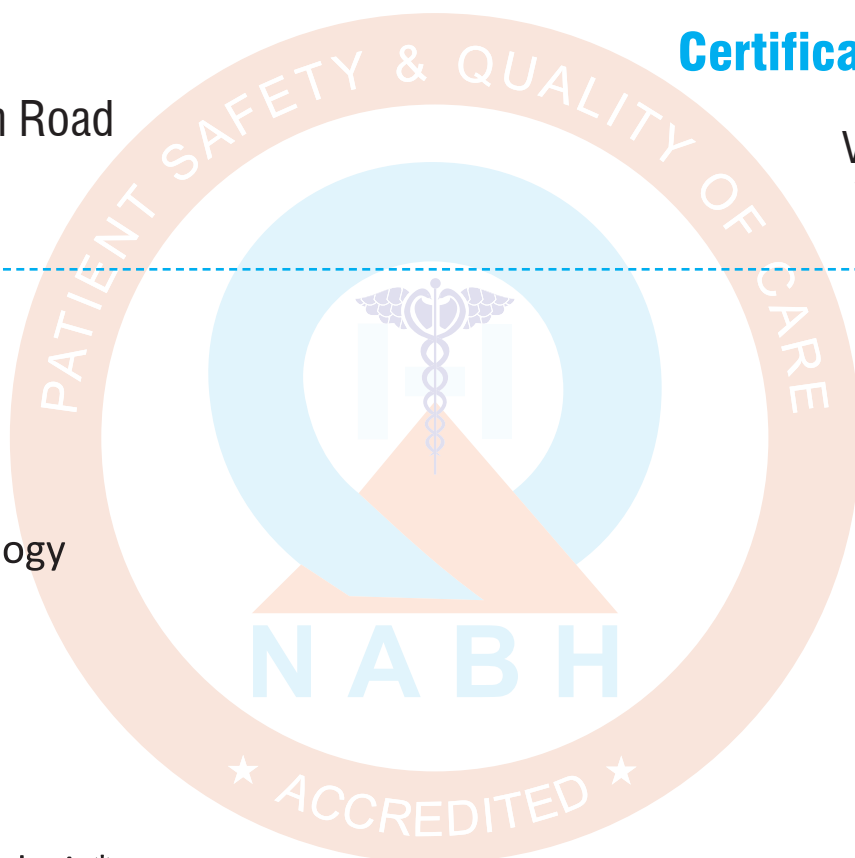 Certifica
n Road
PATIENT SAFETY & QUALITY OF CARE
ogy
NABH
★ ACCREDITED ★